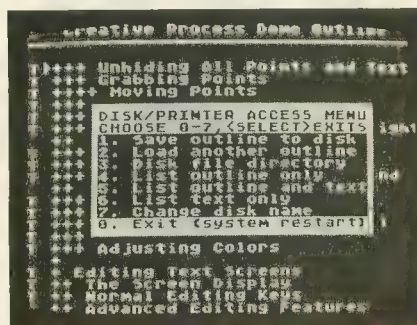 Creative Process Demo Outline
Unhiding All Points and Text
Grabbing Points
Moving Points
DISK/PRINTER ACCESS MENU
CHOOSE 0-7,<SELECT>EXITS
1. Save outline to disk
2. Load another outline
3. List file directory
4. List outline only
5. List outline and text
6. List text only
7. Change disk name
0. Exit (system restart)
Adjusting Colors
Editing Text Screens
The Screen Display
Normal Editing Keys
Advanced Editing Features